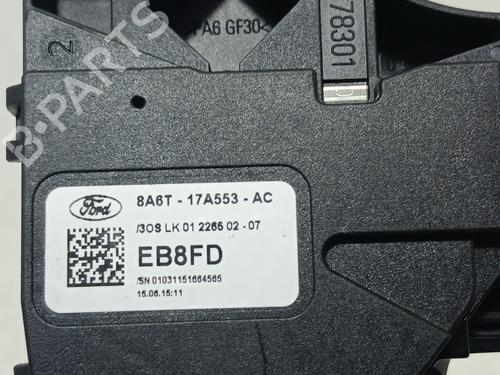 2
PA6 GF30<
78301
B-PARTS
Ford
8A6T - 17A553 - AC
/3OS LK 01 2265 02 - 07
EB8FD
/SN 01031151664565
15.06.15:11